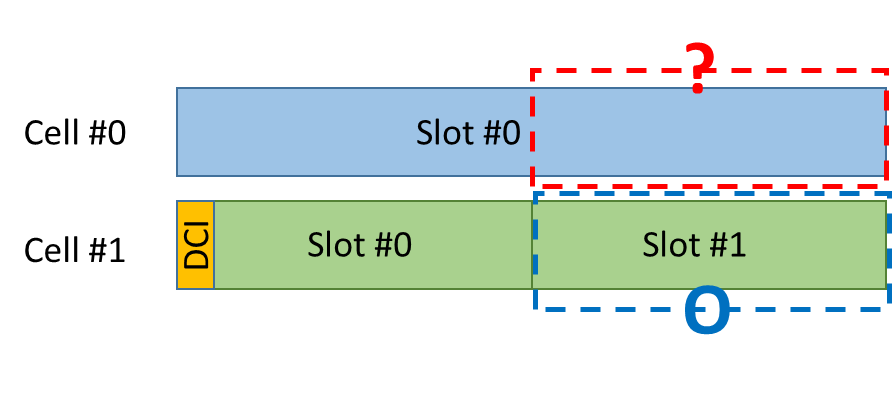 ?
Cell #0 Slot #0
Cell #1 DCI Slot #0 Slot #1
O